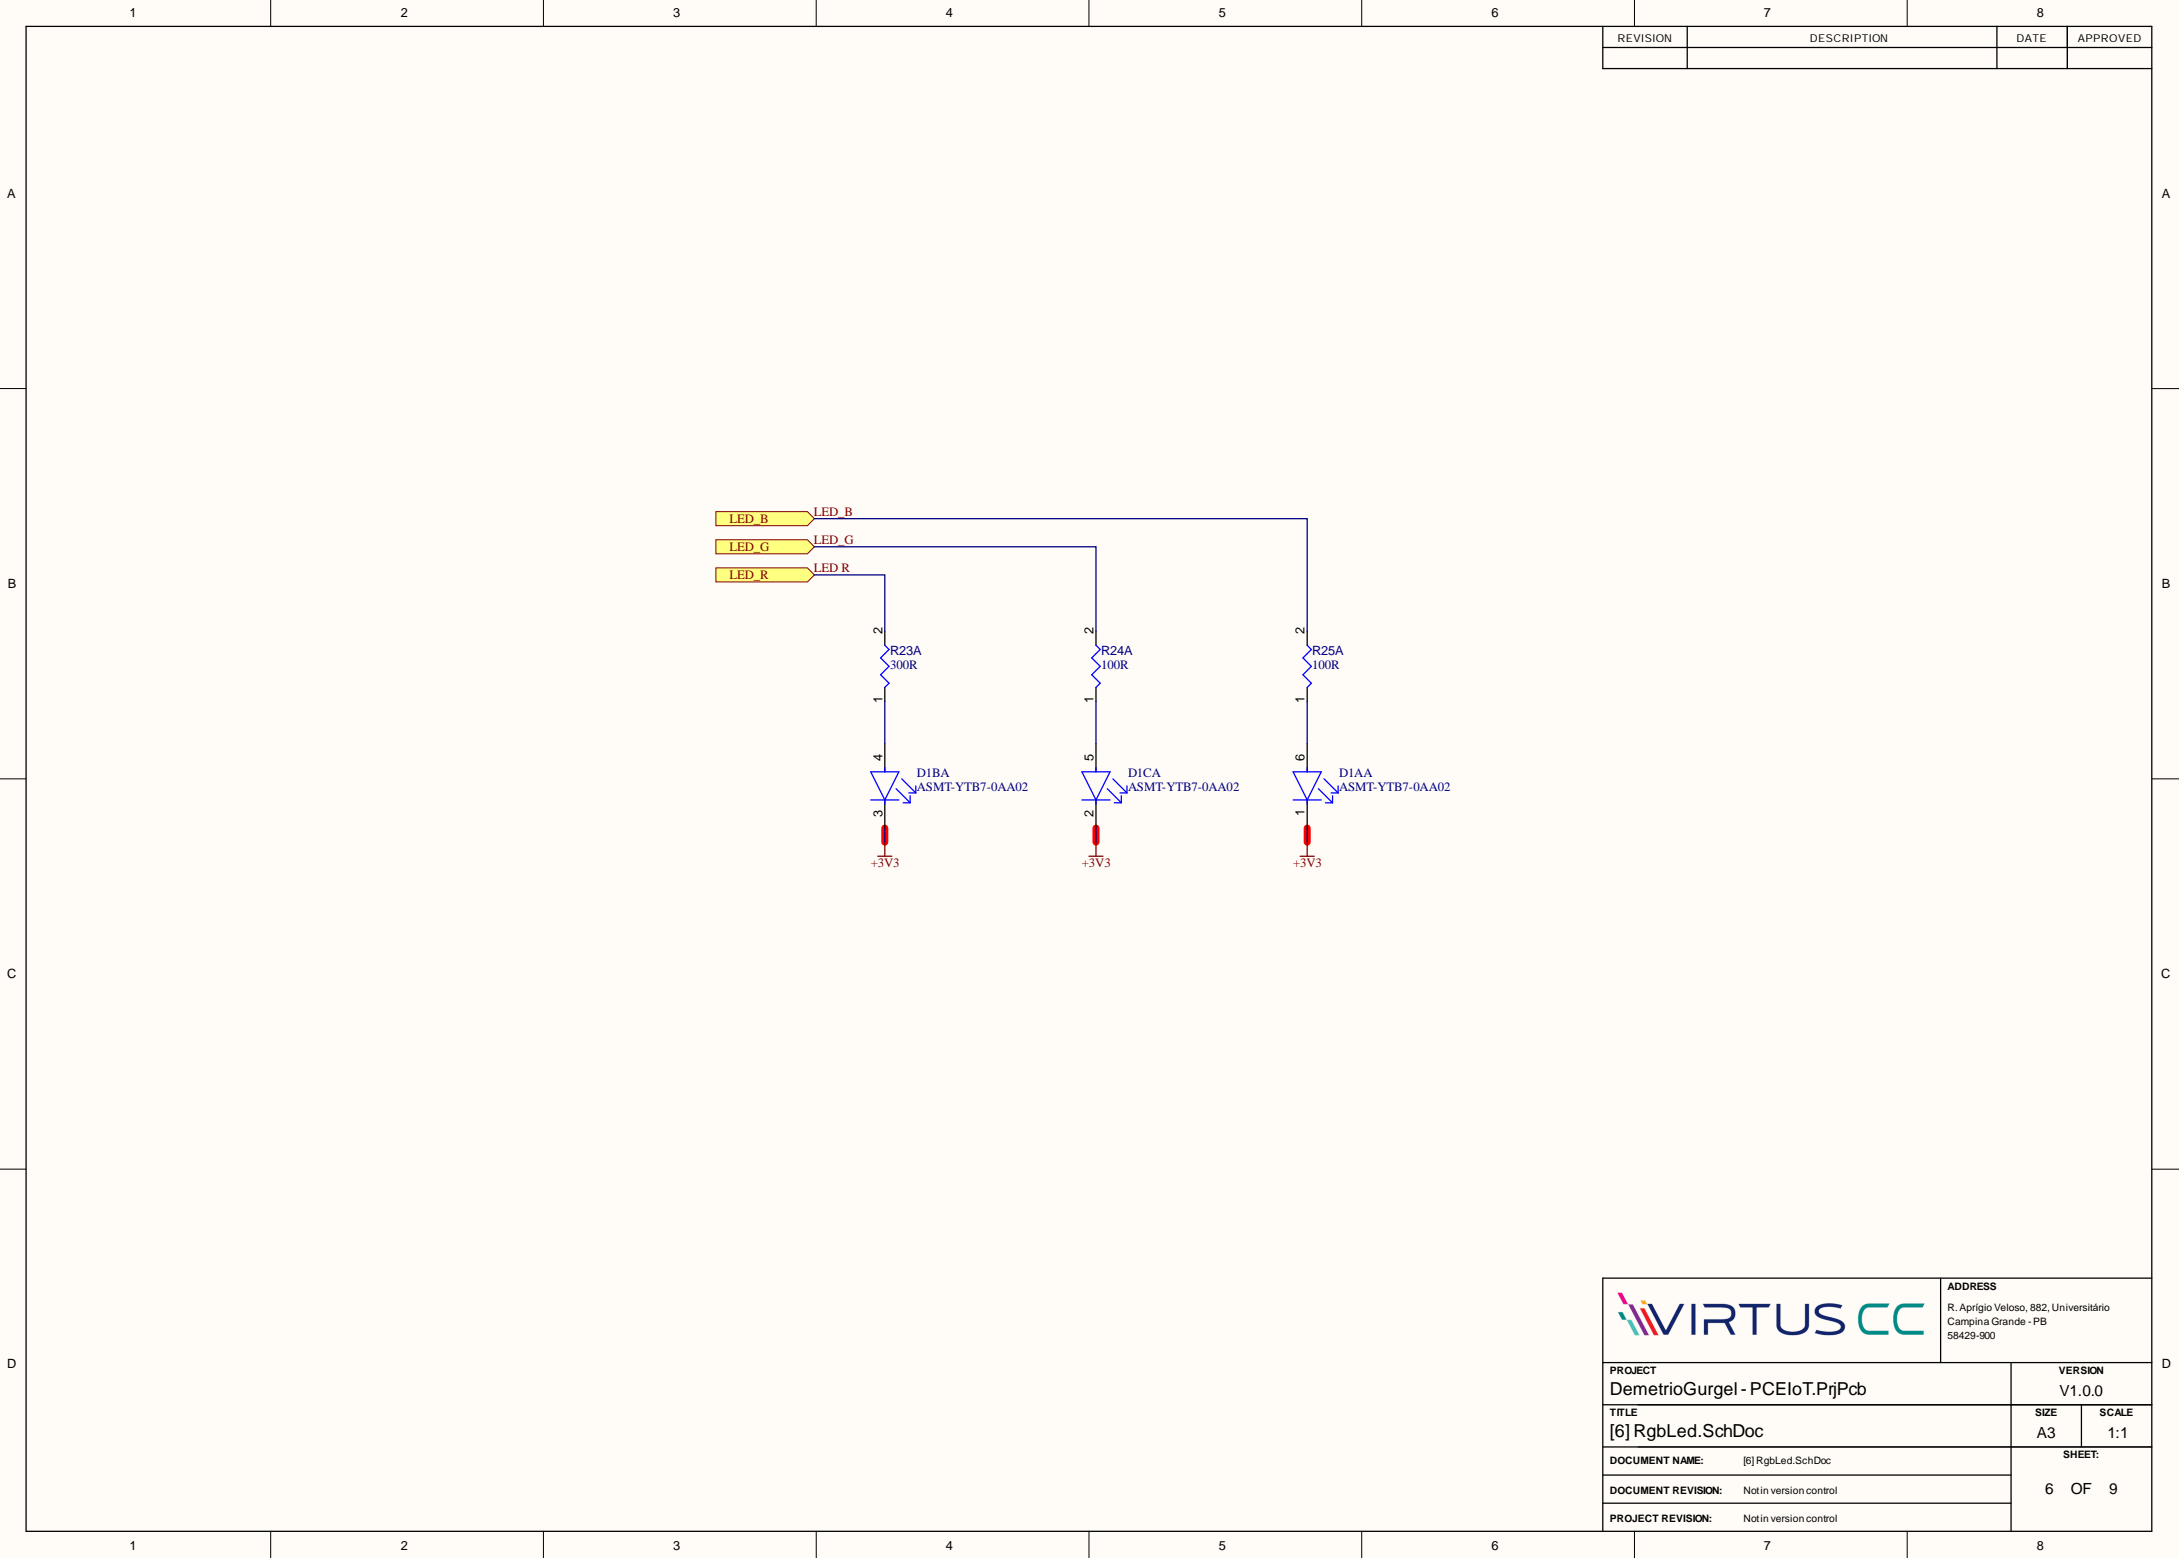 1 2 3 4 5 6 7 8
REVISION DESCRIPTION DATE APPROVED
A A
LED_B LED_B
LED_G LED_G
B B
LED_R LED R
2 2 2
R23A R24A R25A
300R 100R 100R
1 1 1
4 5 6
D1BA D1CA D1AA
ASMT-YTB7-0AA02 ASMT-YTB7-0AA02 ASMT-YTB7-0AA02
3 2 1
+3V3 +3V3 +3V3
C C
VIRTUS CC
ADDRESS
R. Aprígio Veloso, 882, Universitário
Campina Grande - PB
58429-900
D D
PROJECT
DemetrioGurgel - PCEIoT.PrjPcb
VERSION
V1.0.0
TITLE
[6] RgbLed.SchDoc
SIZE SCALE
A3 1:1
DOCUMENT NAME: [6] RgbLed.SchDoc
SHEET:
6 OF 9
DOCUMENT REVISION: Not in version control
PROJECT REVISION: Not in version control
1 2 3 4 5 6 7 8